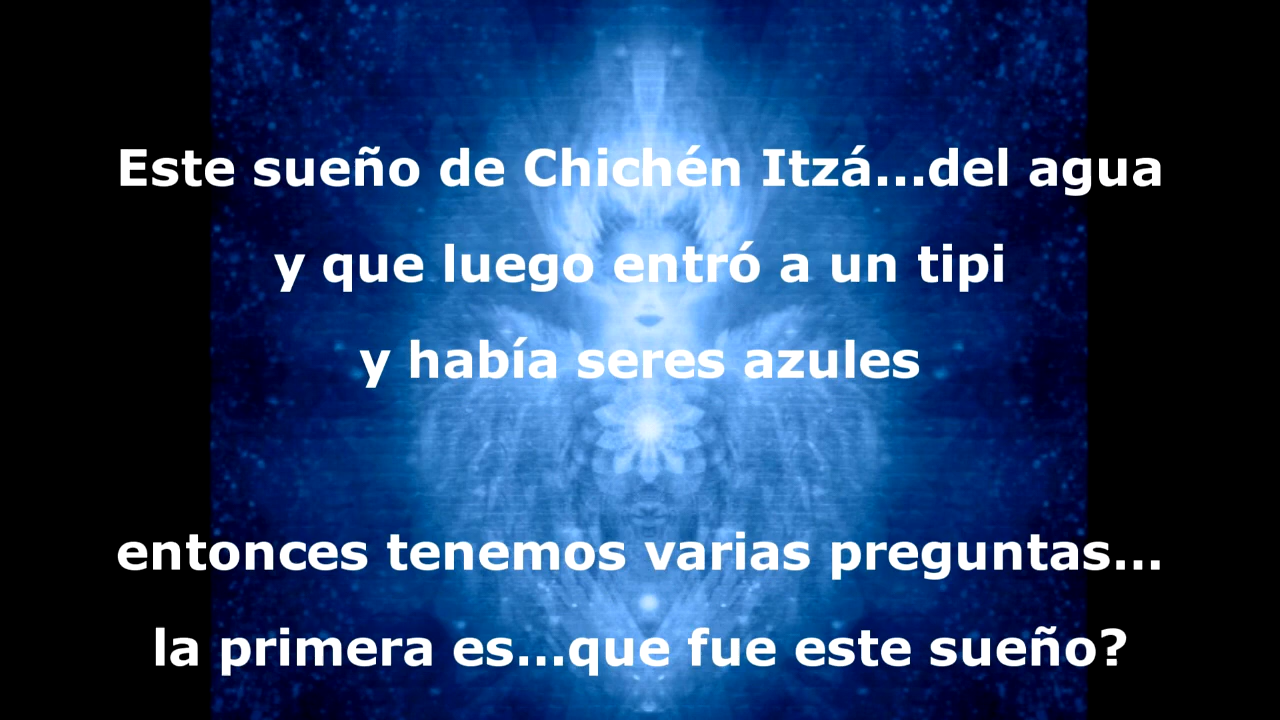 Este sueño de Chichén Itzá...del agua
y que luego entró a un tipi
y había seres azules
entonces tenemos varias preguntas...
la primera es...que fue este sueño?